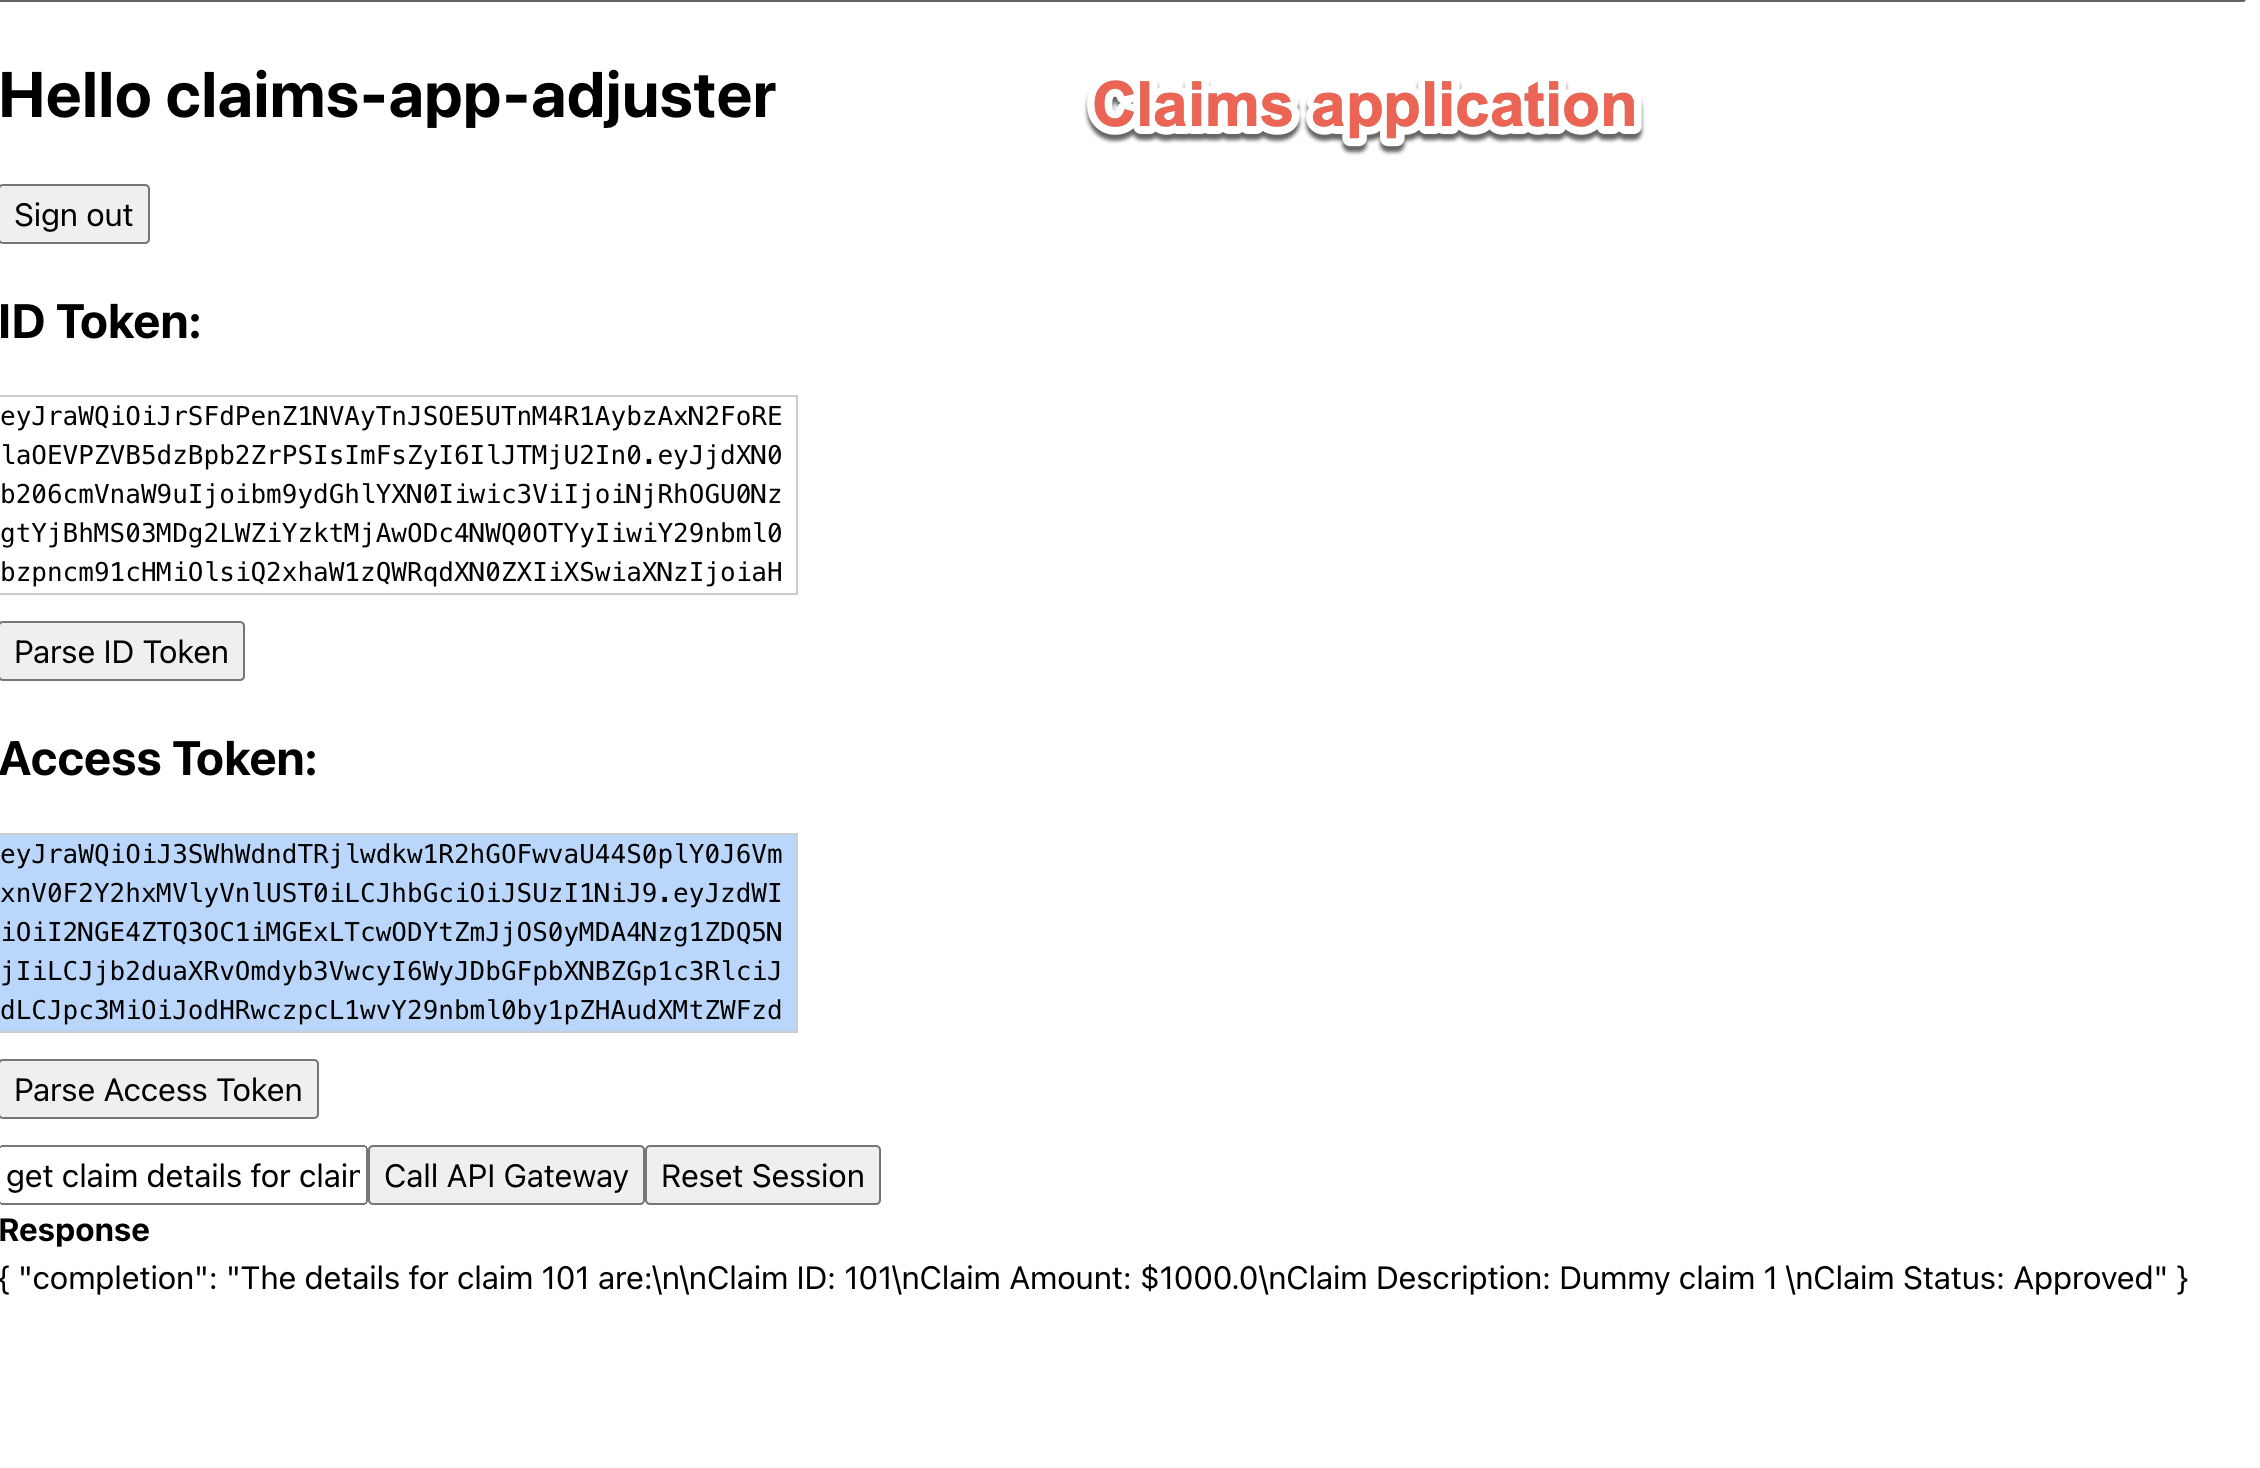 Hello claims-app-adjuster
Claims application
Sign out
ID Token:
eyJraWQiOiJrSFdPenZ1NVAyTnJSOE5UTnM4R1AybzAxN2FoRE
laOEVPZVB5dzBpb2ZrPSIsImFsZyI6IlJTMjU2In0.eyJjdXN0
b206cmVnaW9uIjoibm9ydGhlYXN0Iiwic3ViIjoiNjRhOGU0Nz
gtYjBhMS03MDg2LWZiYzktMjAwODc4NWQ0OTYyIiwiY29nbml0
bzpncm91cHMiOlsiQ2xhaW1zQWRqdXN0ZXIiXSwiaXNzIjoiaH
Parse ID Token
Access Token:
eyJraWQiOiJ3SWhWdndTRjlwdkw1R2hGOFwvaU44S0plY0J6Vm
xnV0F2Y2hxMVlyVnlUST0iLCJhbGciOiJSUzI1NiJ9.eyJzdWI
iOiI2NGE4ZTQ3OC1iMGExLTcwODYtZmJjOS0yMDA4Nzg1ZDQ5N
jIiLCJjb2duaXRvOmdyb3VwcyI6WyJDbGFpbXNBZGp1c3RlciJ
dLCJpc3MiOiJodHRwczpcL1wvY29nbml0by1pZHAudXMtZWFzd
Parse Access Token
get claim details for clair Call API Gateway Reset Session
Response
{ "completion": "The details for claim 101 are:\n\nClaim ID: 101\nClaim Amount: $1000.0\nClaim Description: Dummy claim 1 \nClaim Status: Approved" }